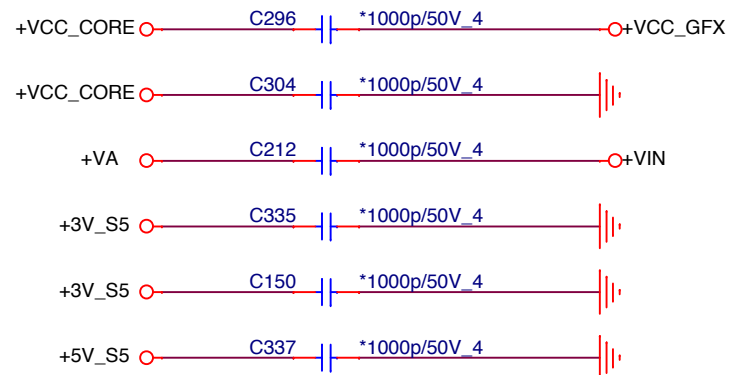 +VCC_CORE C296 *1000p/50V_4 +VCC_GFX
+VCC_CORE C304 *1000p/50V_4
+VA C212 *1000p/50V_4 +VIN
+3V_S5 C335 *1000p/50V_4
+3V_S5 C150 *1000p/50V_4
+5V_S5 C337 *1000p/50V_4